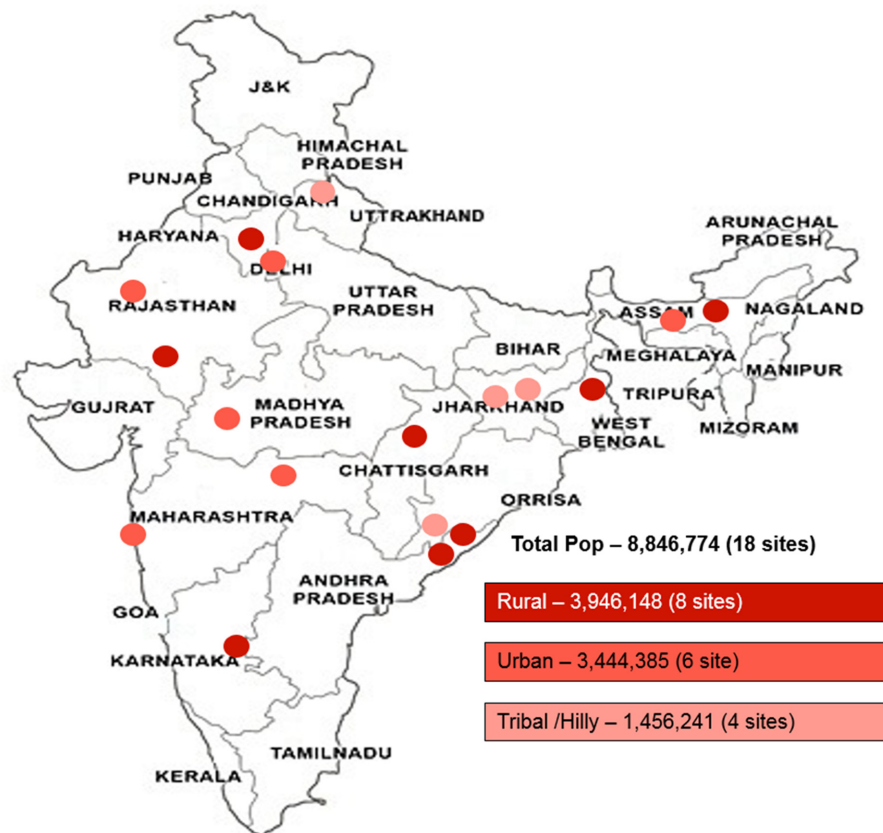 J&K
HIMACHAL
PRADESH
PUNJAB
CHANDIGARH
UTTRAKHAND
ARUNACHAL
PRADESH
HARYANA
DELHI
RAJASTHAN
UTTAR
PRADESH
ASSAM
NAGALAND
BIHAR
MEGHALAYA
MANIPUR
GUJRAT
MADHYA
PRADESH
JHARKHAND
TRIPURA
WEST
BENGAL
MIZORAM
CHATTISGARH
ORRISA
MAHARASHTRA
Total Pop – 8,846,774 (18 sites)
ANDHRA
PRADESH
GOA
Rural – 3,946,148 (8 sites)
KARNATAKA
Urban – 3,444,385 (6 site)
Tribal /Hilly – 1,456,241 (4 sites)
TAMILNADU
KERALA